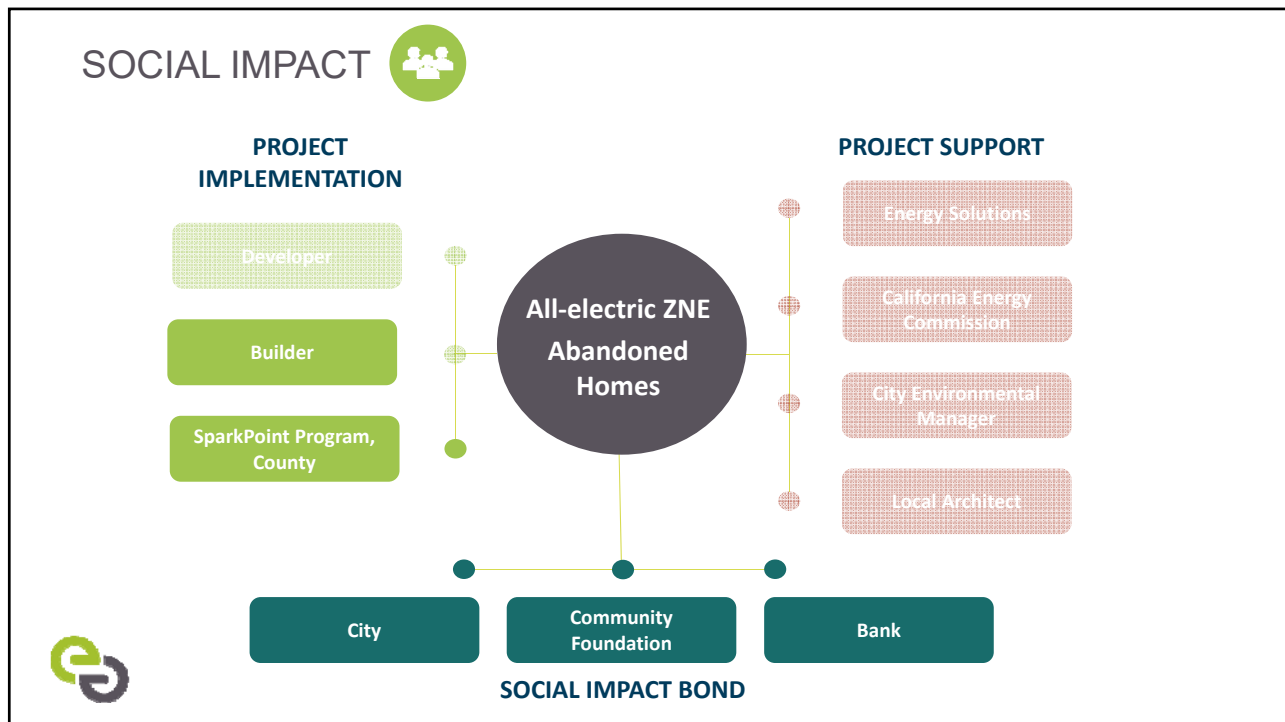 SOCIAL IMPACT
PROJECT
IMPLEMENTATION
Developer
Builder
SparkPoint Program,
County
All-electric ZNE
Abandoned
Homes
PROJECT SUPPORT
Energy Solutions
California Energy
Commission
City Environmental
Manager
Local Architect
City
Community
Foundation
Bank
SOCIAL IMPACT BOND